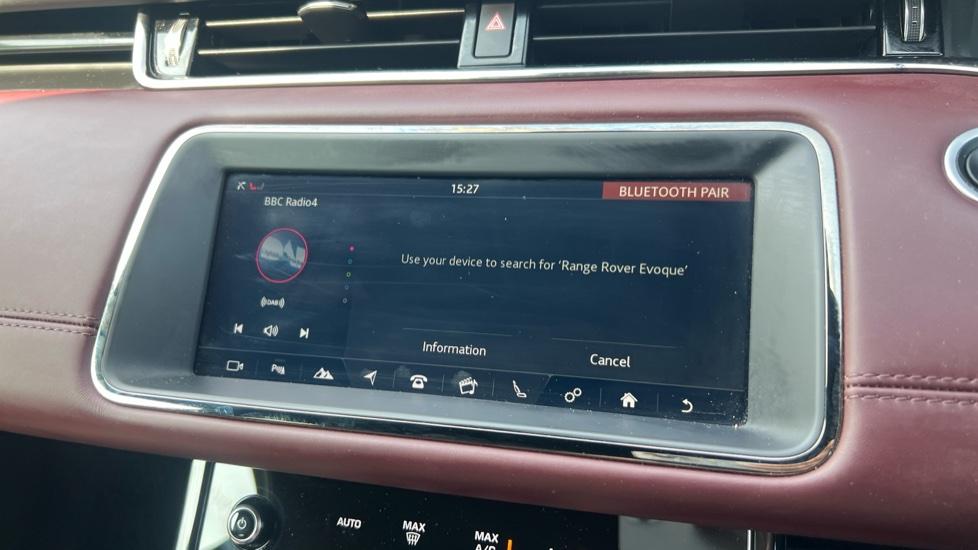 15:27
BLUETOOTH PAIR
BBC Radio4
Use your device to search for ‘Range Rover Evoque’
DAB
Information
Cancel
AUTO
MAX
MAX